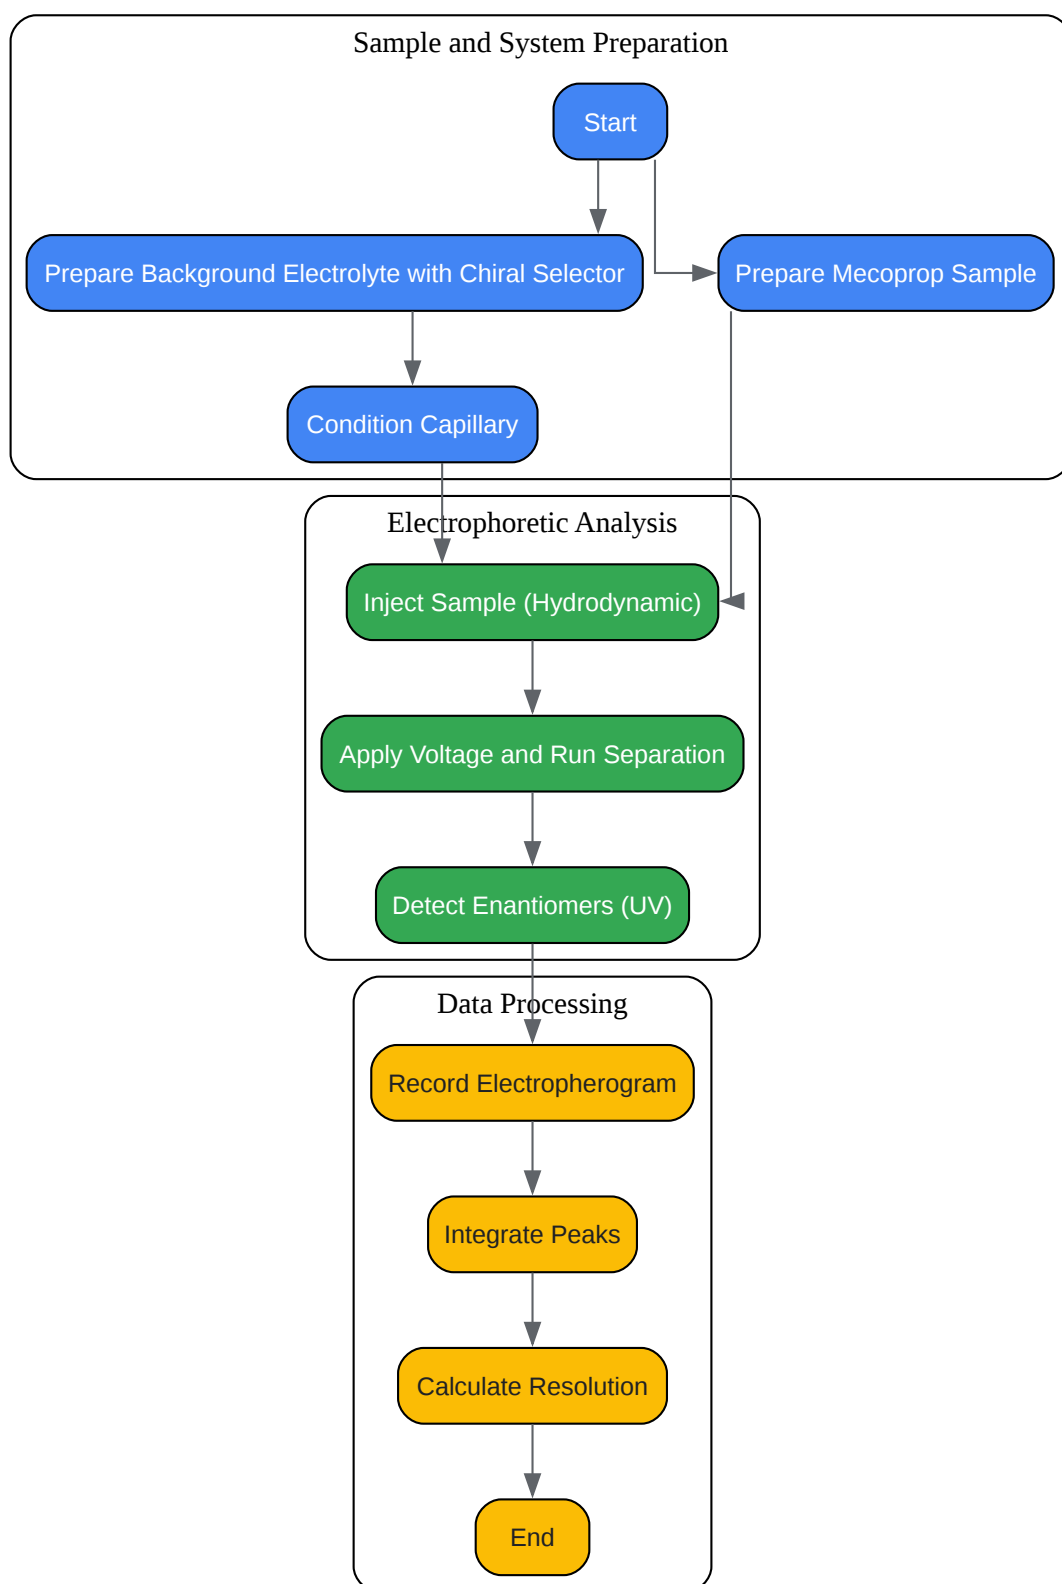 Sample and System Preparation
Start
Prepare Background Electrolyte with Chiral Selector
Prepare Mecoprop Sample
Condition Capillary
Electrophoretic Analysis
Inject Sample (Hydrodynamic)
Apply Voltage and Run Separation
Detect Enantiomers (UV)
Data Processing
Record Electropherogram
Integrate Peaks
Calculate Resolution
End